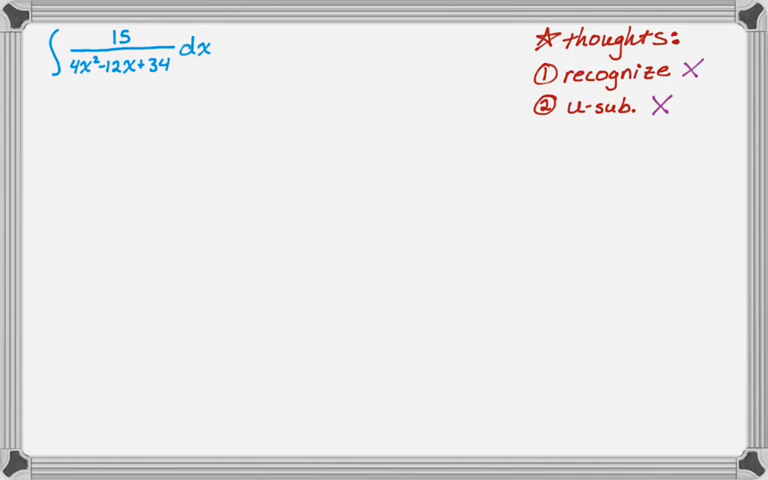 ∫ 15/(4x²-12x+34) dx
☆ thoughts:
① recognize ✗
② u-sub. ✗